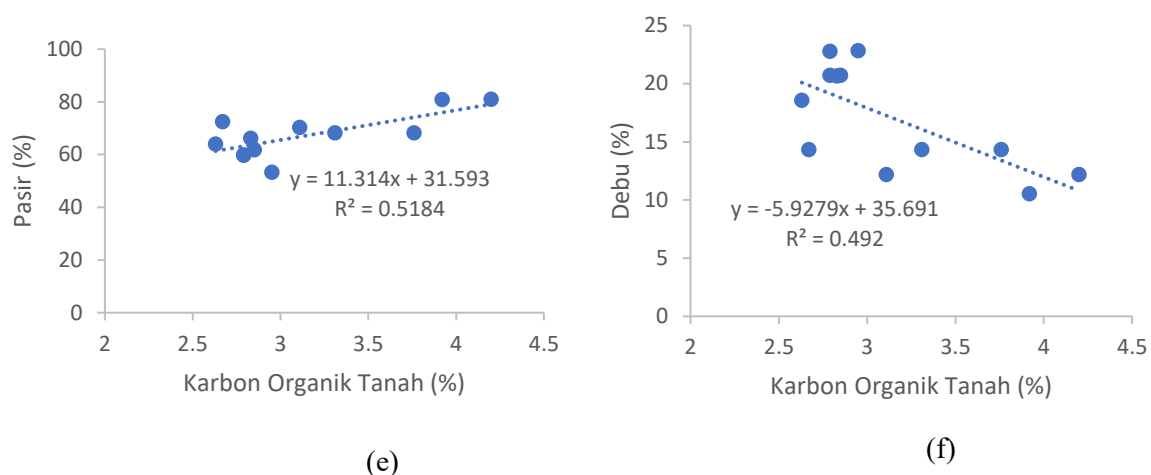 100
80
60
40
20
0
Pasir (%)
y = 11.314x + 31.593
R² = 0.5184
2 2.5 3 3.5 4 4.5
Karbon Organik Tanah (%)
(e)
25
20
15
10
5
0
Debu (%)
y = -5.9279x + 35.691
R² = 0.492
2 2.5 3 3.5 4 4.5
Karbon Organik Tanah (%)
(f)